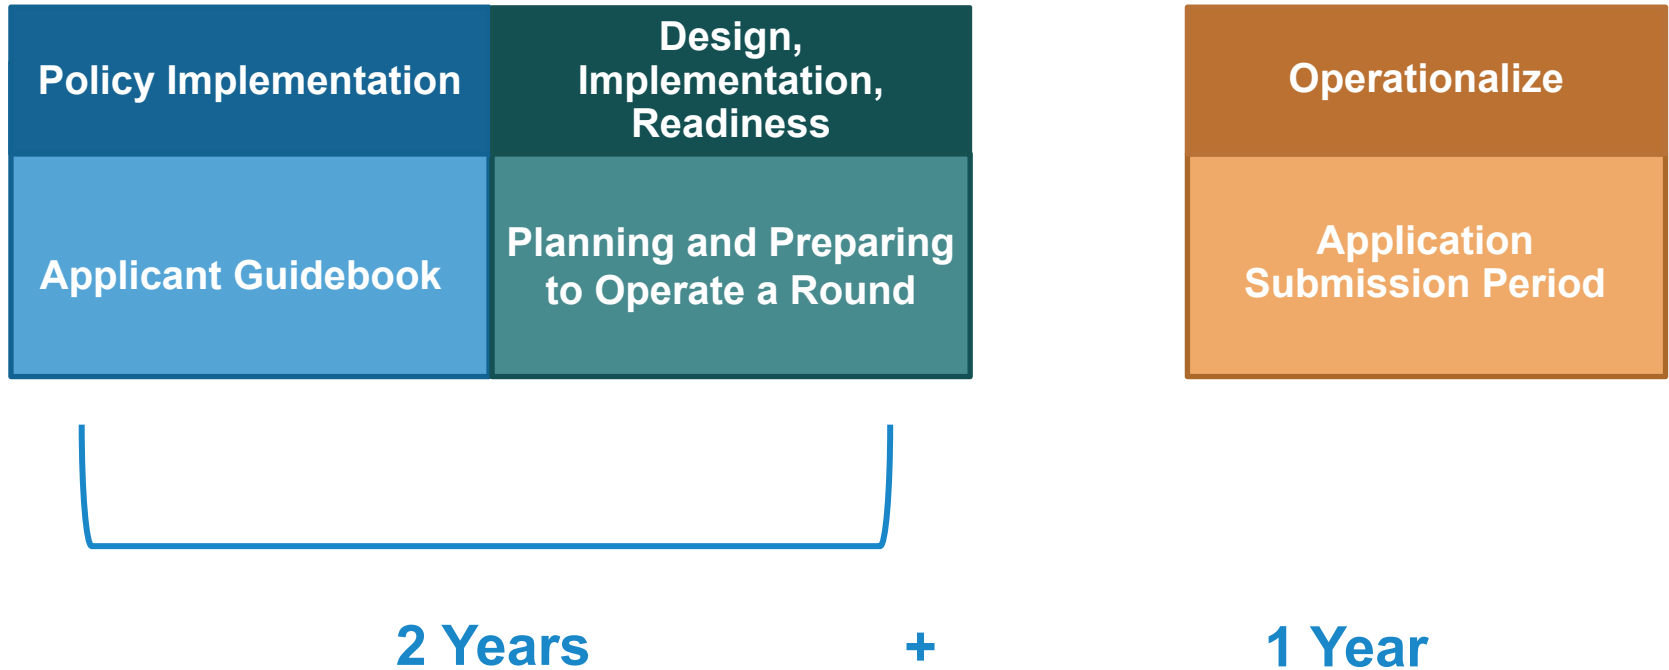 Policy Implementation
Design,
Implementation,
Readiness
Operationalize
Applicant Guidebook
Planning and Preparing
to Operate a Round
Application
Submission Period
2 Years + 1 Year